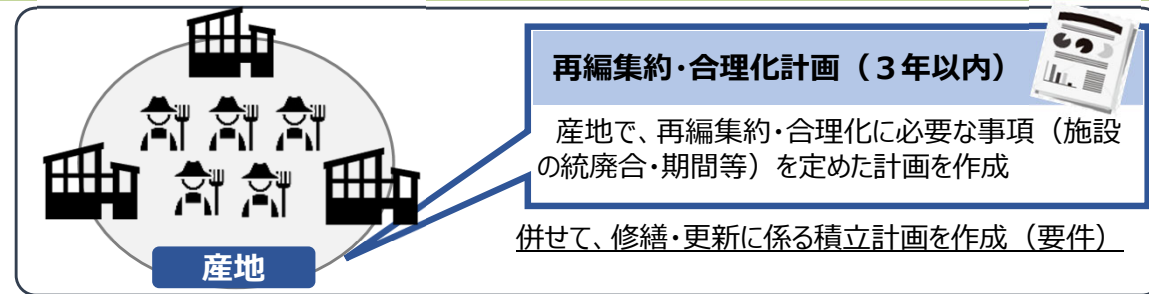 再編集約・合理化計画（３年以内）
産地で、再編集約・合理化に必要な事項（施設
の統廃合・期間等）を定めた計画を作成
併せて、修繕・更新に係る積立計画を作成（要件）
産地